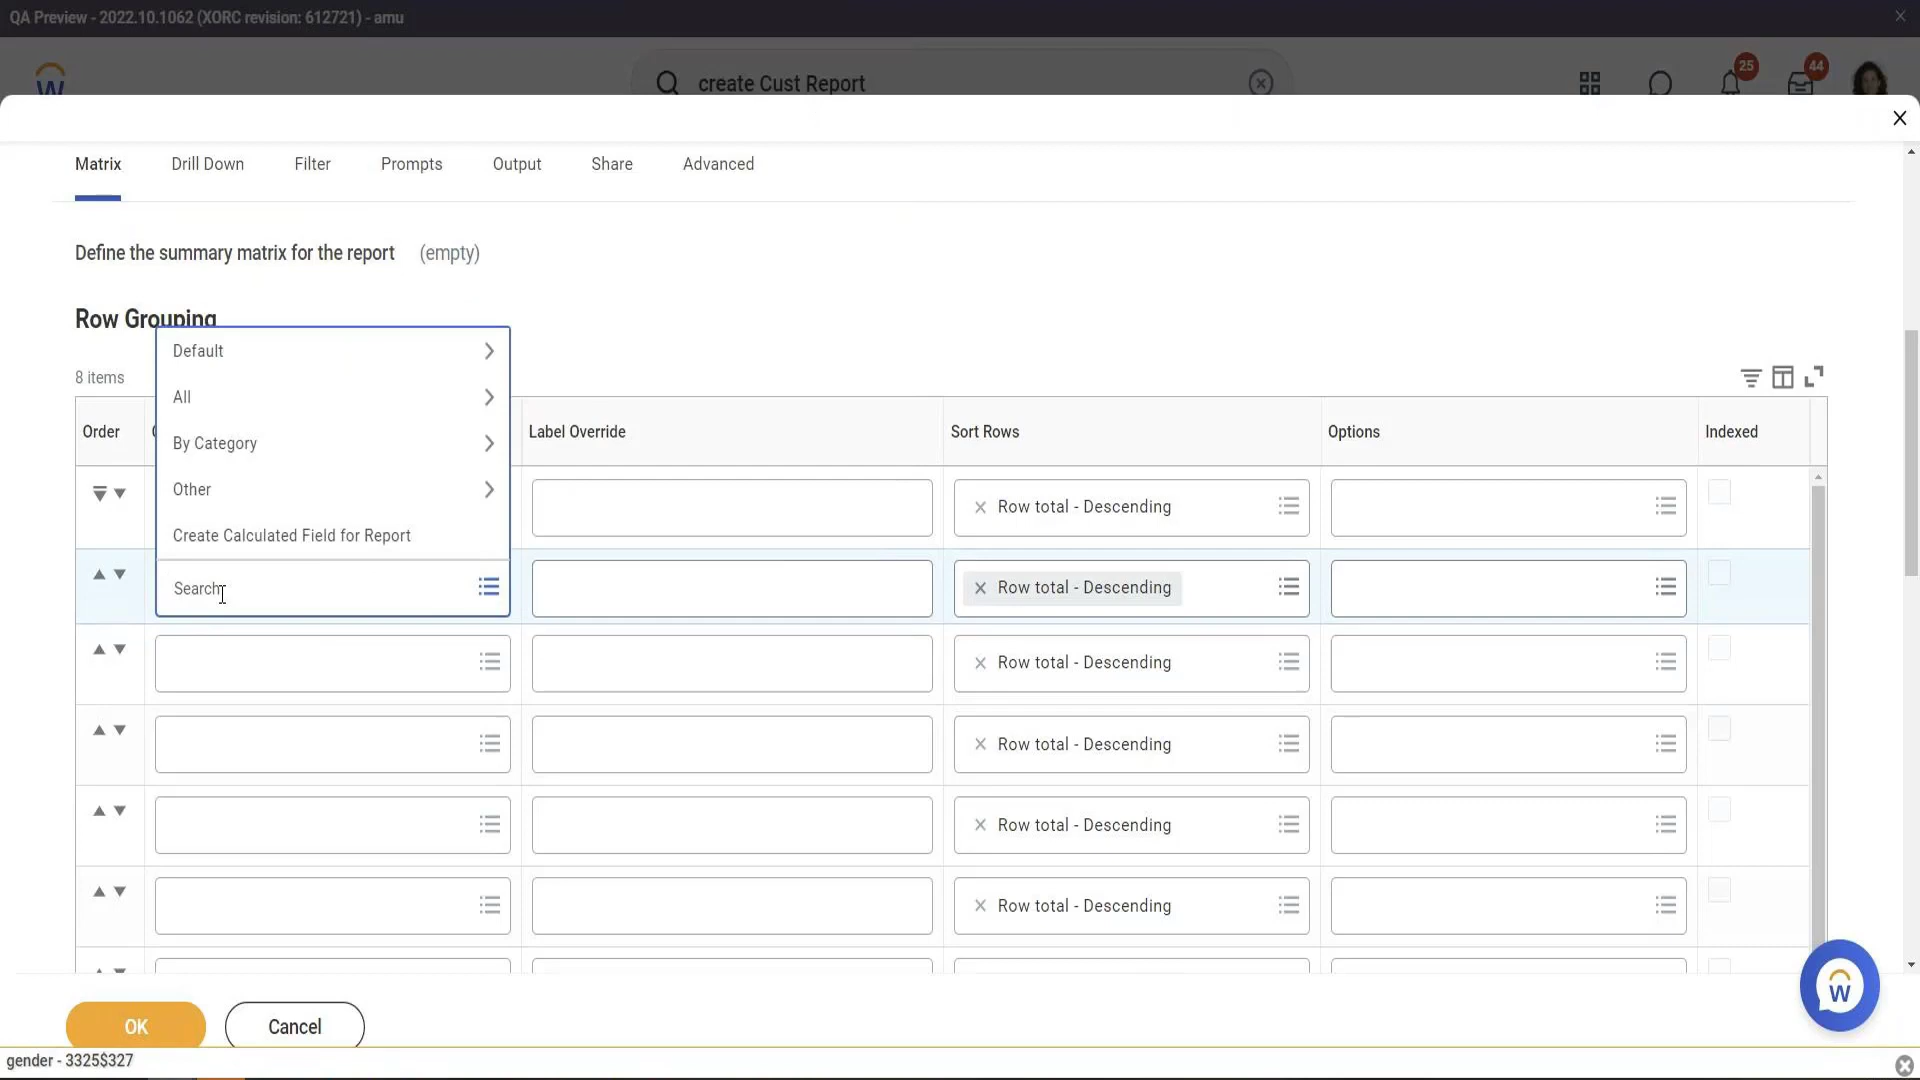 QA Preview - 2022.10.1062 (XORC revision: 612721) - amu
W
create Cust Report
25
44
Matrix
Drill Down
Filter
Prompts
Output
Share
Advanced
Define the summary matrix for the report (empty)
Row Grouping
8 items
Default
All
By Category
Other
Create Calculated Field for Report
Search
Order
Label Override
Sort Rows
Options
Indexed
Row total - Descending
Row total - Descending
Row total - Descending
Row total - Descending
Row total - Descending
Row total - Descending
W
OK
Cancel
gender - 3325$327